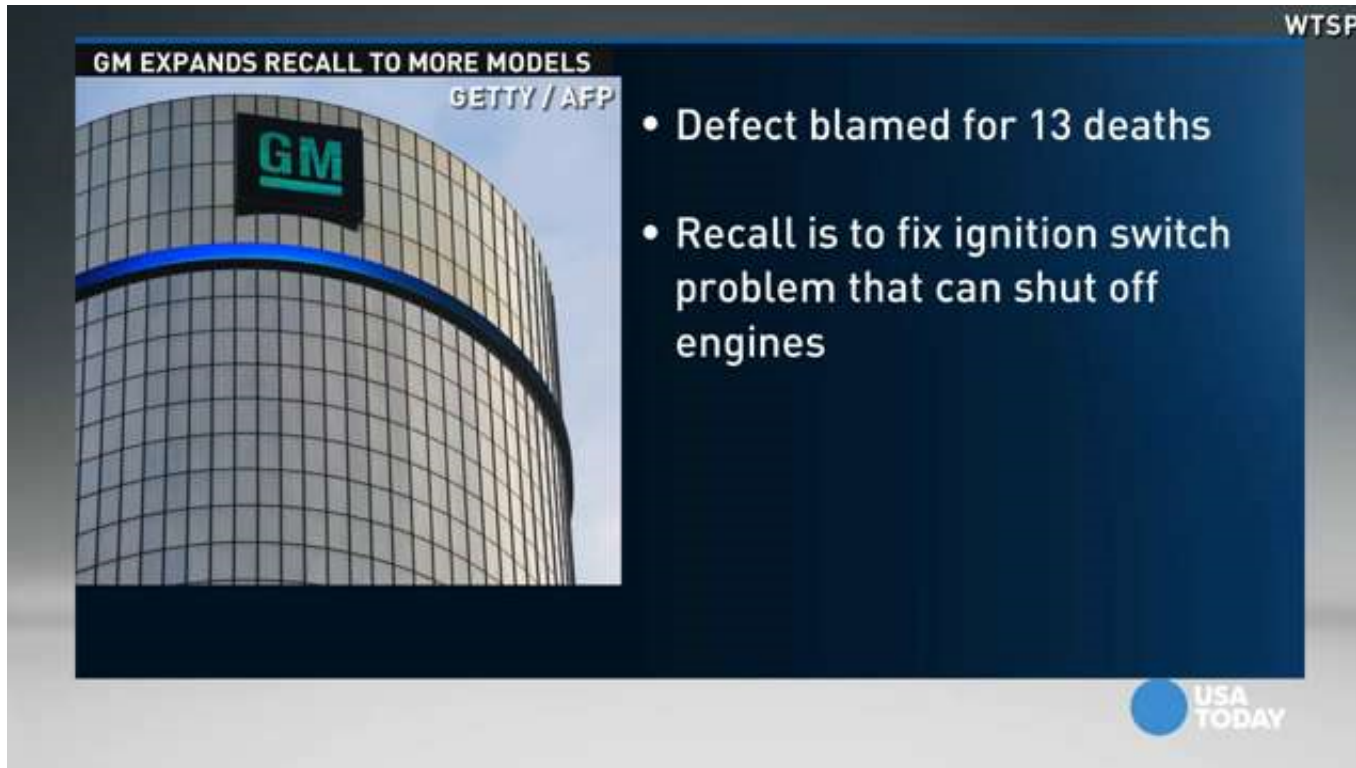 WTSP
GM EXPANDS RECALL TO MORE MODELS
GETTY / AFP
GM
• Defect blamed for 13 deaths
• Recall is to fix ignition switch
problem that can shut off
engines
USA
TODAY